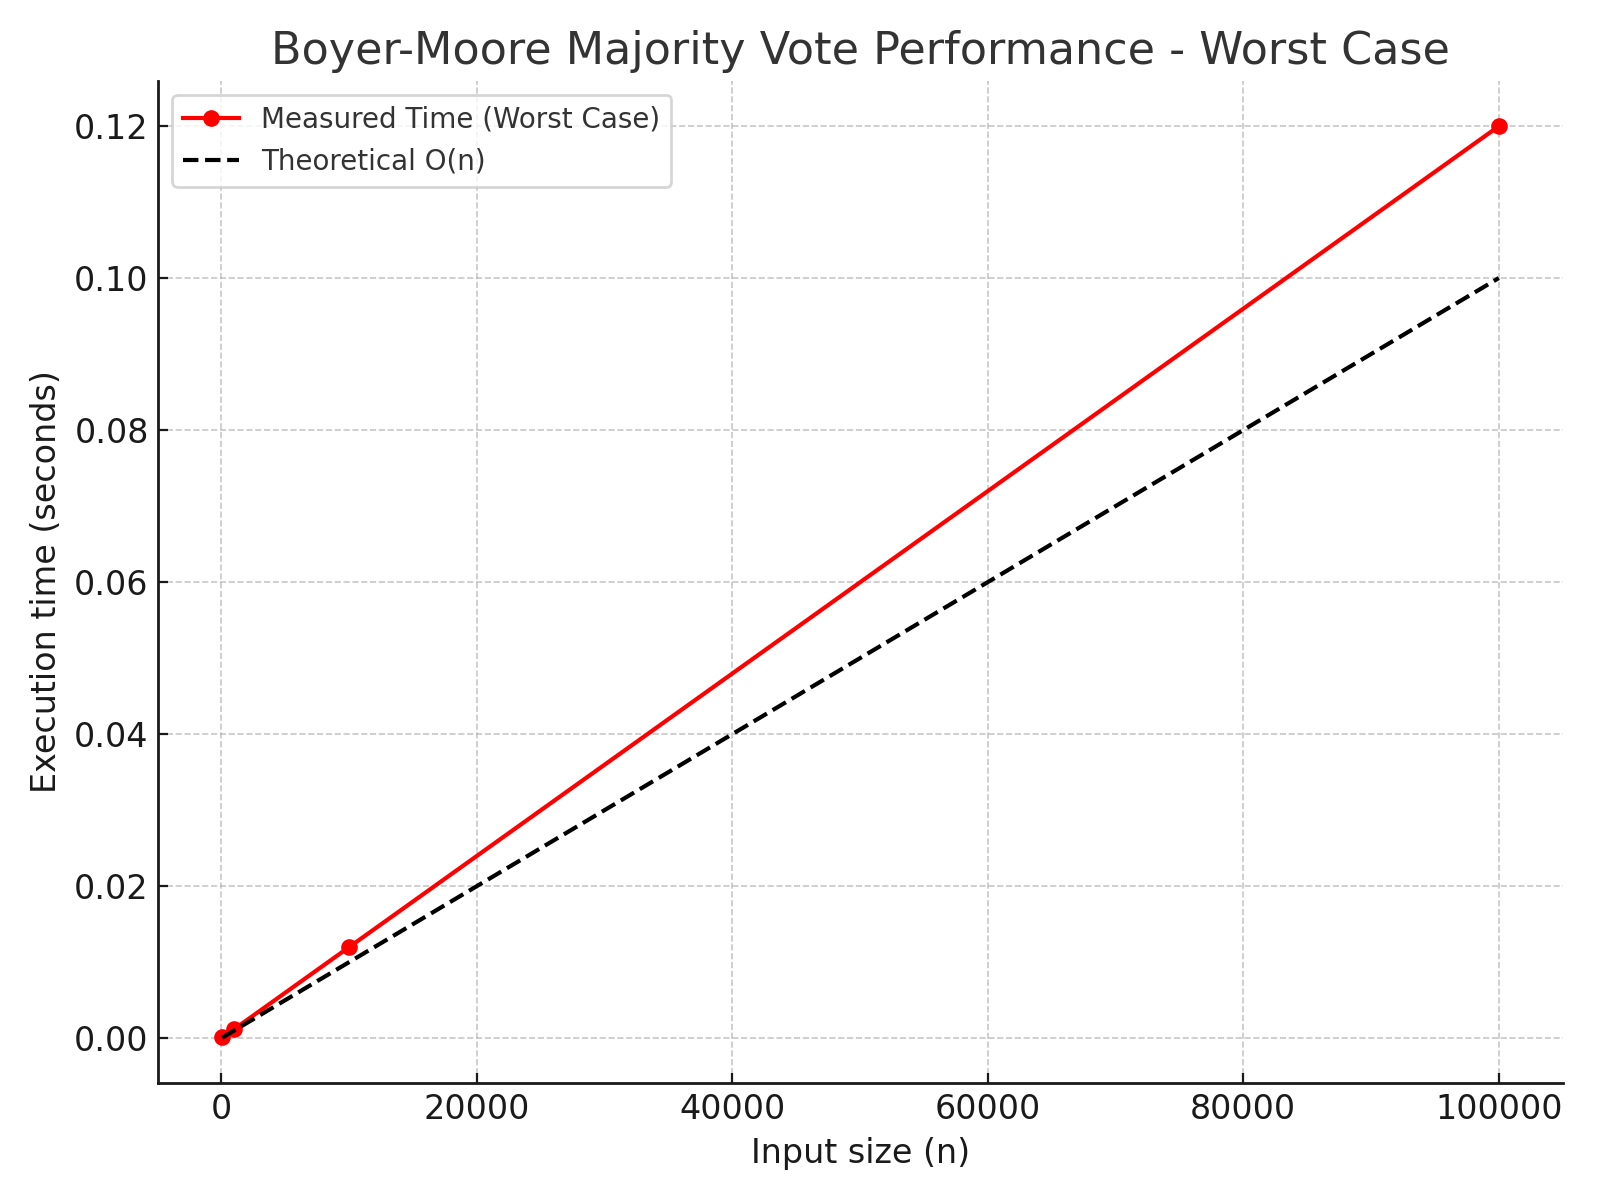 Boyer-Moore Majority Vote Performance - Worst Case
Measured Time (Worst Case)
Theoretical O(n)
0.12
0.10
0.08
0.06
0.04
0.02
0.00
Execution time (seconds)
0 20000 40000 60000 80000 100000
Input size (n)